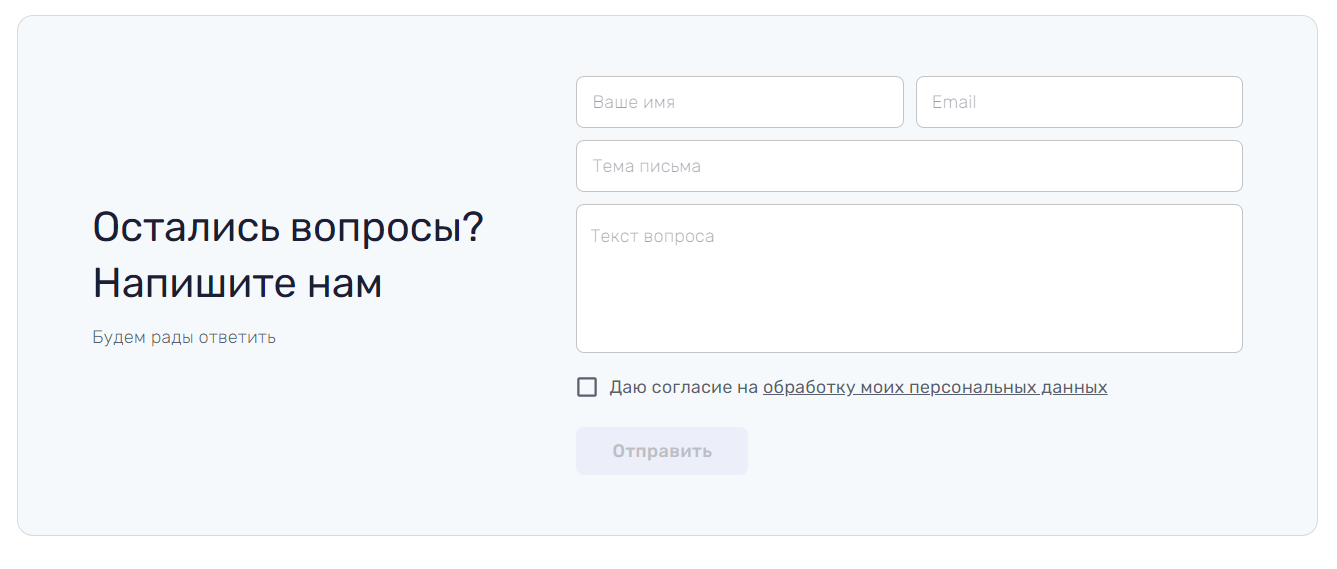 Остались вопросы?
Напишите нам
Будем рады ответить
Ваше имя
Email
Тема письма
Текст вопроса
Даю согласие на обработку моих персональных данных
Отправить